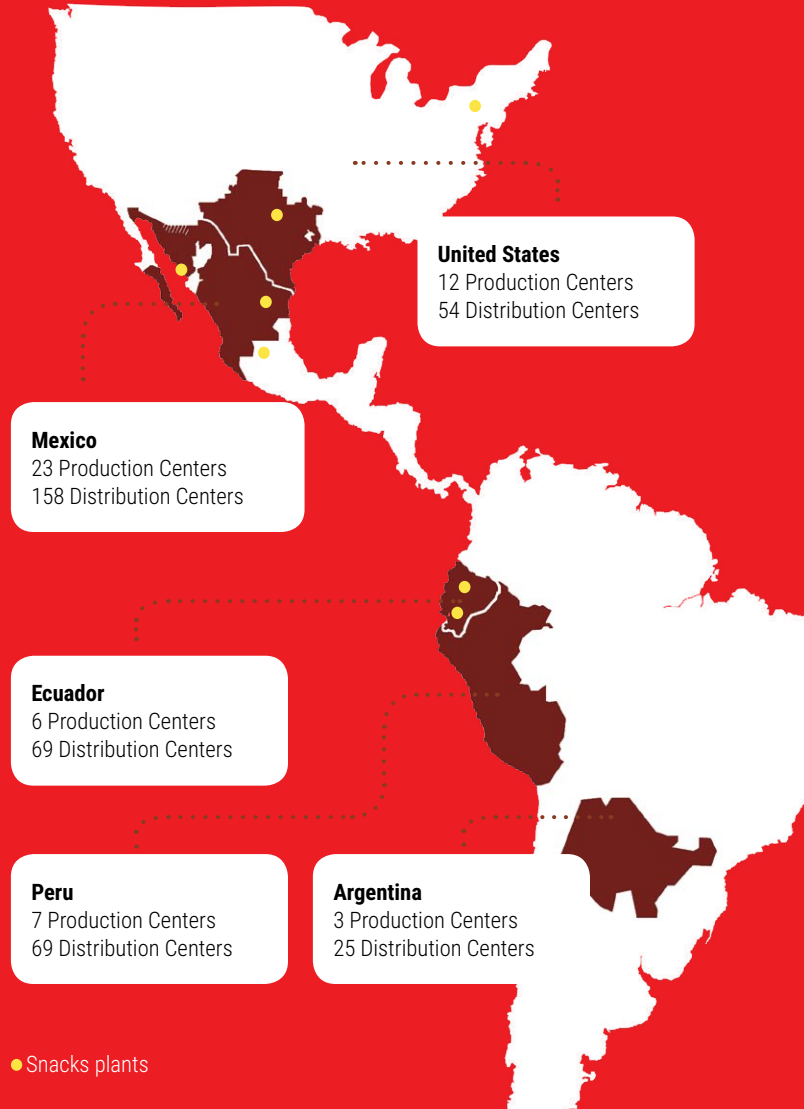 United States
12 Production Centers
54 Distribution Centers
Mexico
23 Production Centers
158 Distribution Centers
Ecuador
6 Production Centers
69 Distribution Centers
Peru
7 Production Centers
69 Distribution Centers
Argentina
3 Production Centers
25 Distribution Centers
Snacks plants